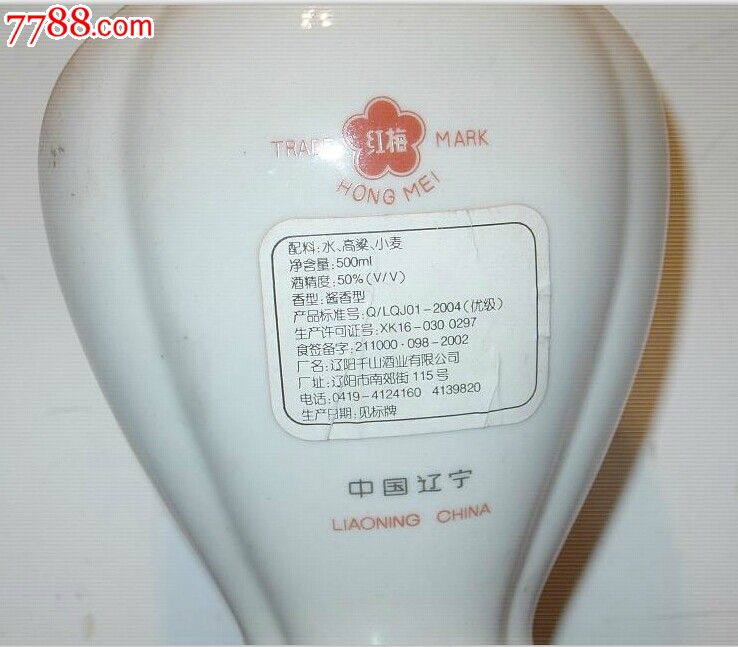 7788.com
TRADE 红梅 MARK
HONG MEI
配料:水、高粱、小麦
净含量:500ml
酒精度:50%(V/V)
香型:酱香型
产品标准号:Q/LQJ01-2004(优级)
生产许可证号:XK16-030 0297
食签备字:211000·098-2002
厂名:辽阳千山酒业有限公司
厂址:辽阳市南郊街115号
电话:0419-4124160 4139820
生产日期:见标牌
中国辽宁
LIAONING CHINA